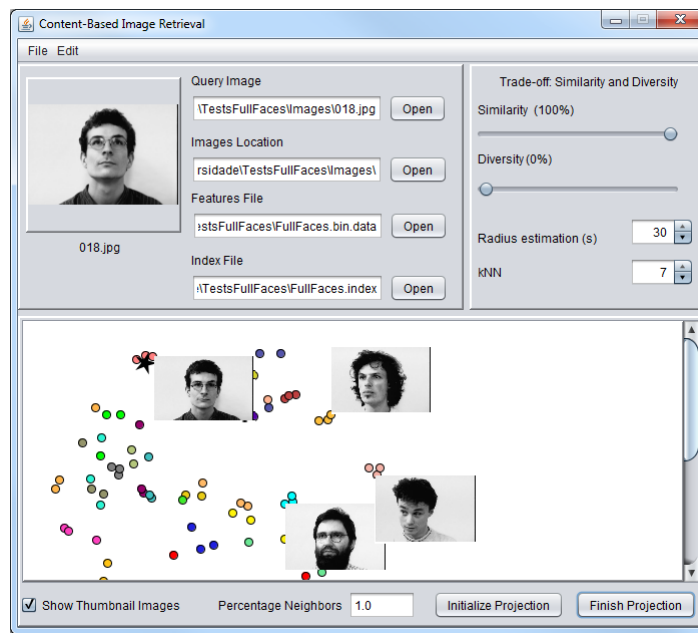 Content-Based Image Retrieval
File Edit
Query Image
\TestsFullFaces\Images\018.jpg Open
Images Location
rsidade\TestsFullFaces\Images\ Open
Features File
estsFullFaces\FullFaces.bin.data Open
Index File
\TestsFullFaces\FullFaces.index Open
018.jpg
Trade-off: Similarity and Diversity
Similarity (100%)
Diversity (0%)
Radius estimation (s) 30
kNN 7
Show Thumbnail Images Percentage Neighbors 1.0 Initialize Projection Finish Projection